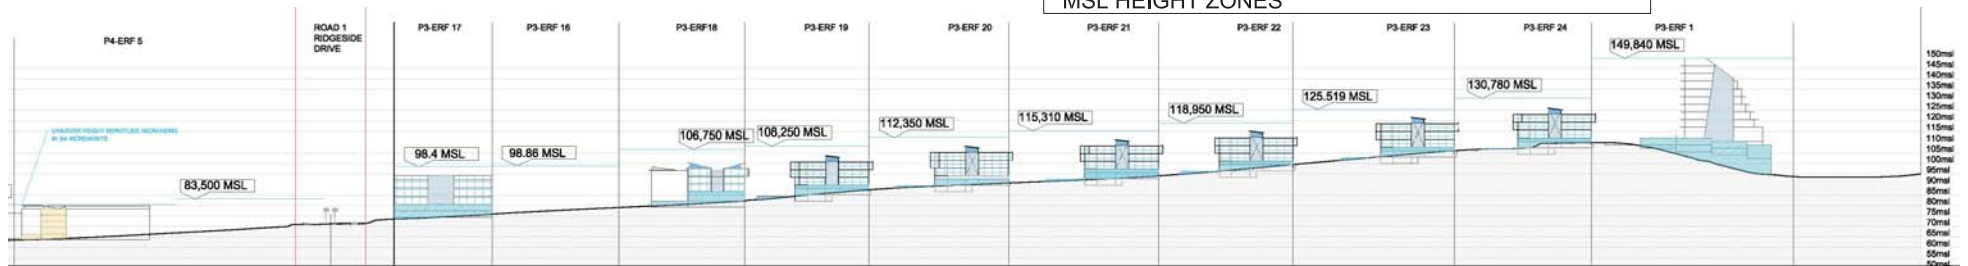 MSL HEIGHT ZONES
P4-ERF 5
ROAD 1
RIDGESIDE
DRIVE
P3-ERF 17
P3-ERF 16
P3-ERF18
P3-ERF 19
P3-ERF 20
P3-ERF 21
P3-ERF 22
P3-ERF 23
P3-ERF 24
P3-ERF 1
83,500 MSL
98.4 MSL
98.86 MSL
106,750 MSL
108,250 MSL
112,350 MSL
115,310 MSL
118,950 MSL
125.519 MSL
130,780 MSL
149,840 MSL
150msl
145msl
140msl
135msl
130msl
125msl
120msl
115msl
110msl
105msl
100msl
95msl
90msl
85msl
80msl
75msl
70msl
65msl
60msl
55msl
50msl